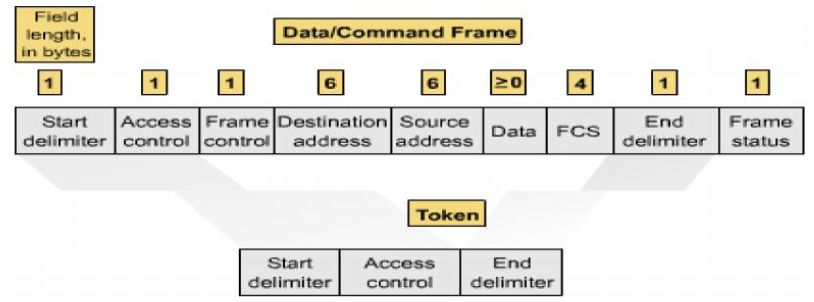 Field
length,
in bytes
Data/Command Frame
1 1 1 6 6 ≥0 4 1 1
Start delimiter
Access control
Frame control
Destination address
Source address
Data
FCS
End delimiter
Frame status
Token
Start delimiter
Access control
End delimiter